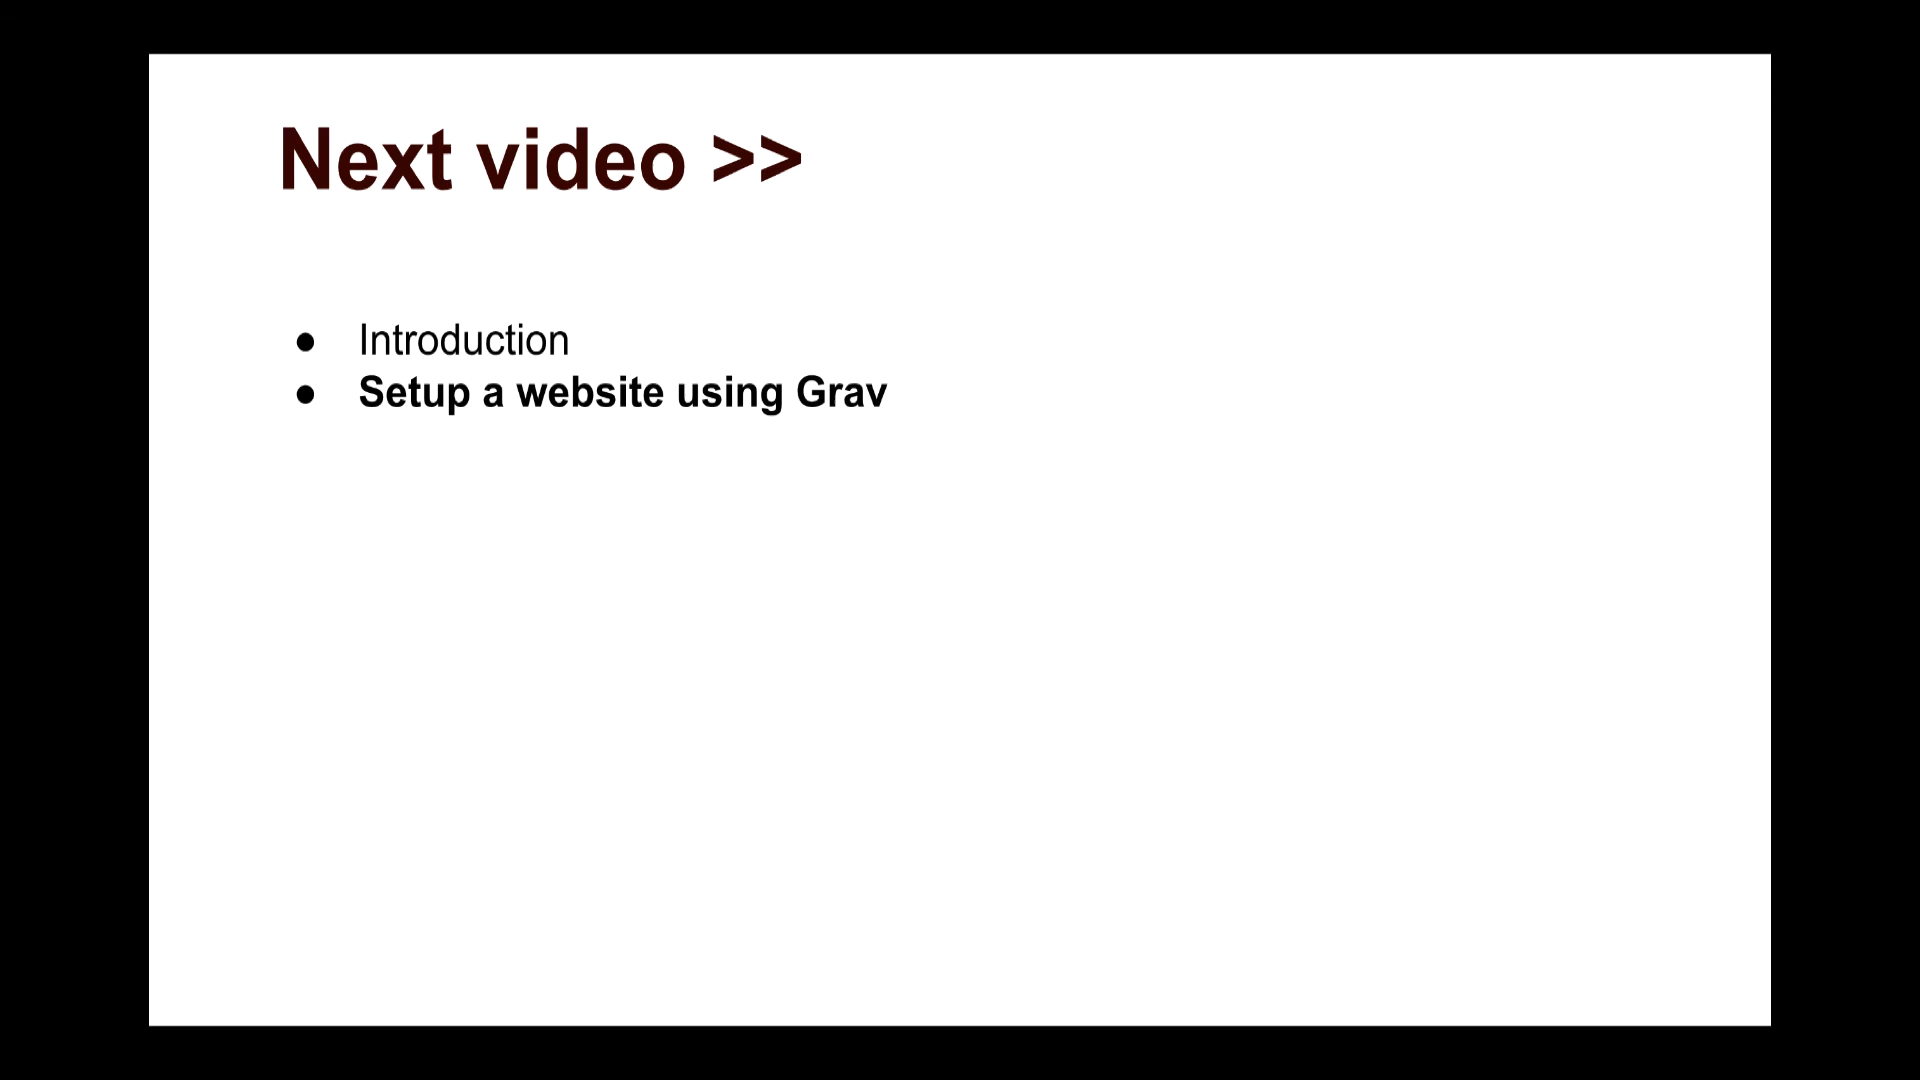 Next video >>
● Introduction
● Setup a website using Grav